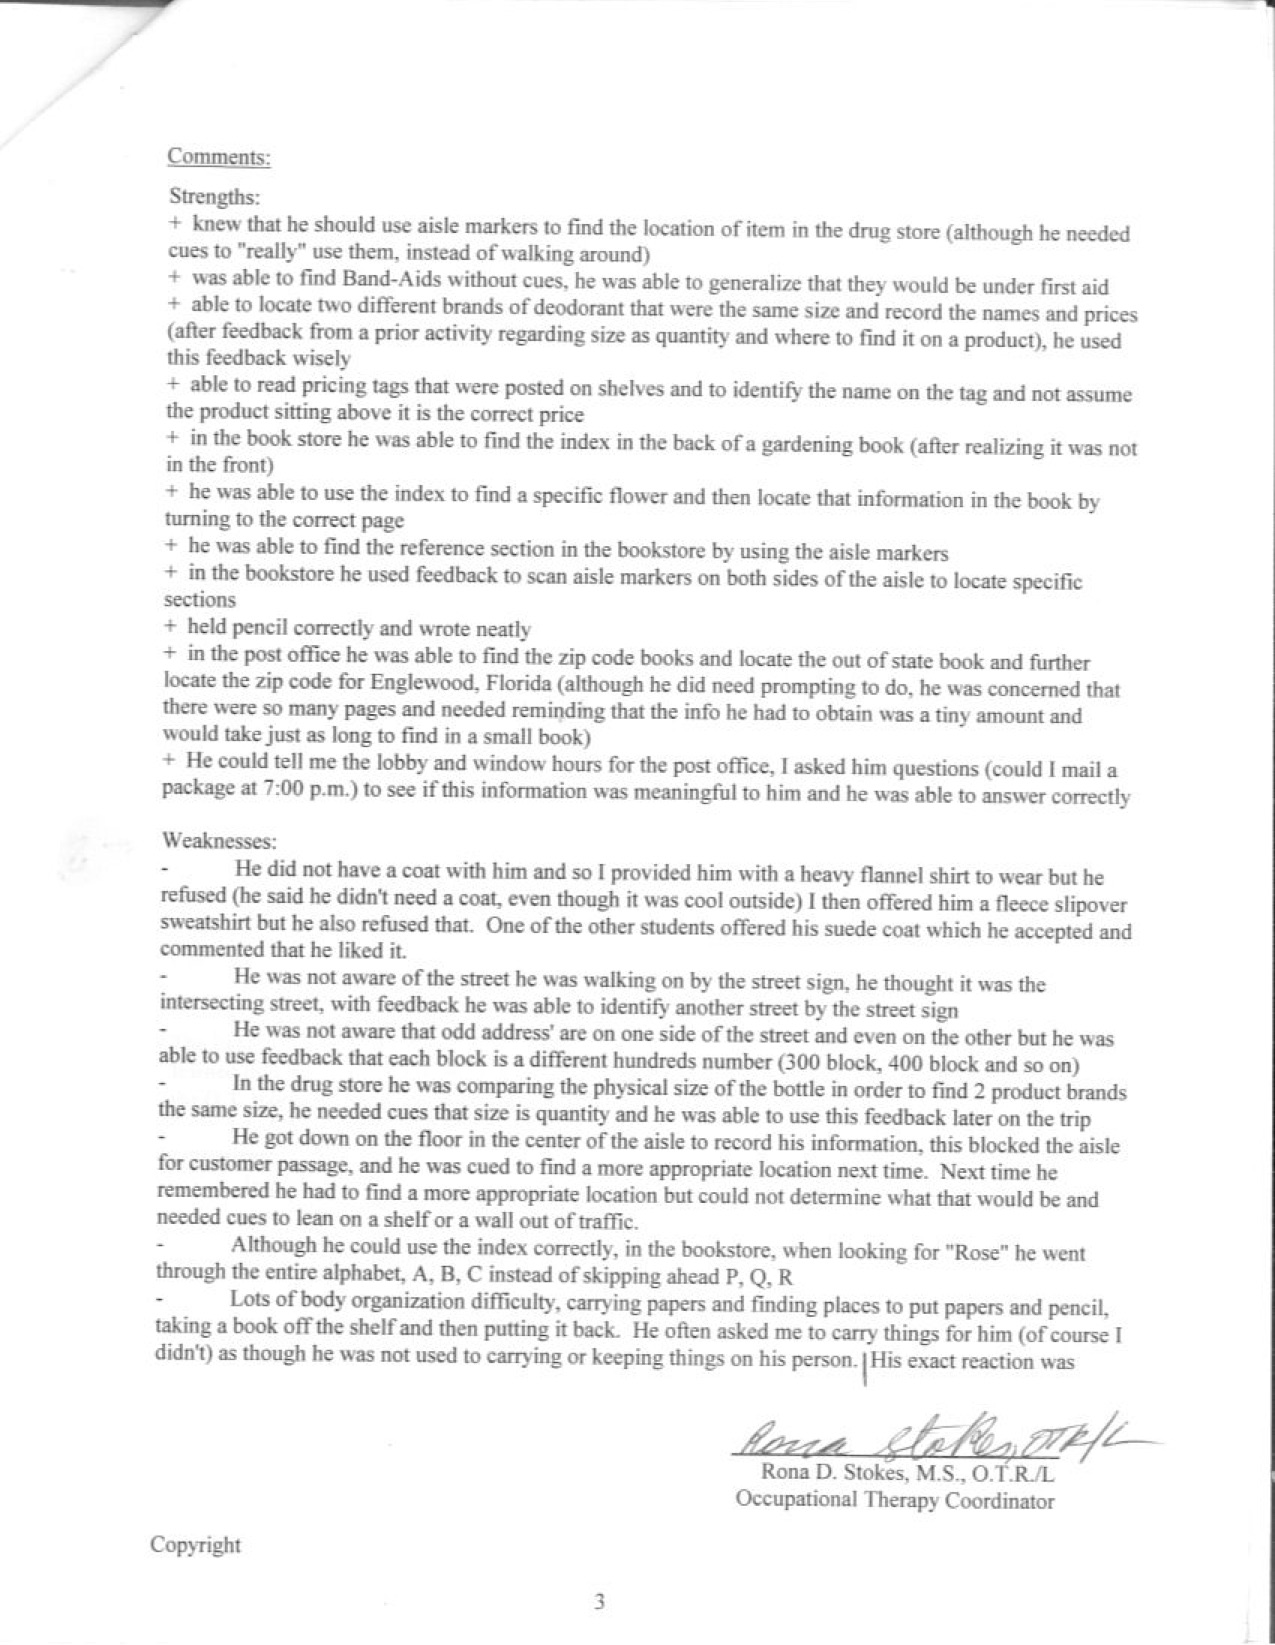 Comments:
Strengths:
+ knew that he should use aisle markers to find the location of item in the drug store (although he needed
cues to "really" use them, instead of walking around)
+ was able to find Band-Aids without cues, he was able to generalize that they would be under first aid
+ able to locate two different brands of deodorant that were the same size and record the names and prices
(after feedback from a prior activity regarding size as quantity and where to find it on a product), he used
this feedback wisely
+ able to read pricing tags that were posted on shelves and to identify the name on the tag and not assume
the product sitting above it is the correct price
+ in the book store he was able to find the index in the back of a gardening book (after realizing it was not
in the front)
+ he was able to use the index to find a specific flower and then locate that information in the book by
turning to the correct page
+ he was able to find the reference section in the bookstore by using the aisle markers
+ in the bookstore he used feedback to scan aisle markers on both sides of the aisle to locate specific
sections
+ held pencil correctly and wrote neatly
+ in the post office he was able to find the zip code books and locate the out of state book and further
locate the zip code for Englewood, Florida (although he did need prompting to do, he was concerned that
there were so many pages and needed reminding that the info he had to obtain was a tiny amount and
would take just as long to find in a small book)
+ He could tell me the lobby and window hours for the post office, I asked him questions (could I mail a
package at 7:00 p.m.) to see if this information was meaningful to him and he was able to answer correctly
Weaknesses:
- He did not have a coat with him and so I provided him with a heavy flannel shirt to wear but he
refused (he said he didn't need a coat, even though it was cool outside) I then offered him a fleece slipover
sweatshirt but he also refused that. One of the other students offered his suede coat which he accepted and
commented that he liked it.
- He was not aware of the street he was walking on by the street sign, he thought it was the
intersecting street, with feedback he was able to identify another street by the street sign
- He was not aware that odd address' are on one side of the street and even on the other but he was
able to use feedback that each block is a different hundreds number (300 block, 400 block and so on)
- In the drug store he was comparing the physical size of the bottle in order to find 2 product brands
the same size, he needed cues that size is quantity and he was able to use this feedback later on the trip
- He got down on the floor in the center of the aisle to record his information, this blocked the aisle
for customer passage, and he was cued to find a more appropriate location next time. Next time he
remembered he had to find a more appropriate location but could not determine what that would be and
needed cues to lean on a shelf or a wall out of traffic.
- Although he could use the index correctly, in the bookstore, when looking for "Rose" he went
through the entire alphabet, A, B, C instead of skipping ahead P, Q, R
- Lots of body organization difficulty, carrying papers and finding places to put papers and pencil,
taking a book off the shelf and then putting it back. He often asked me to carry things for him (of course I
didn't) as though he was not used to carrying or keeping things on his person. His exact reaction was
Rona Stokes, OTR/L
Rona D. Stokes, M.S., O.T.R./L
Occupational Therapy Coordinator
Copyright
3